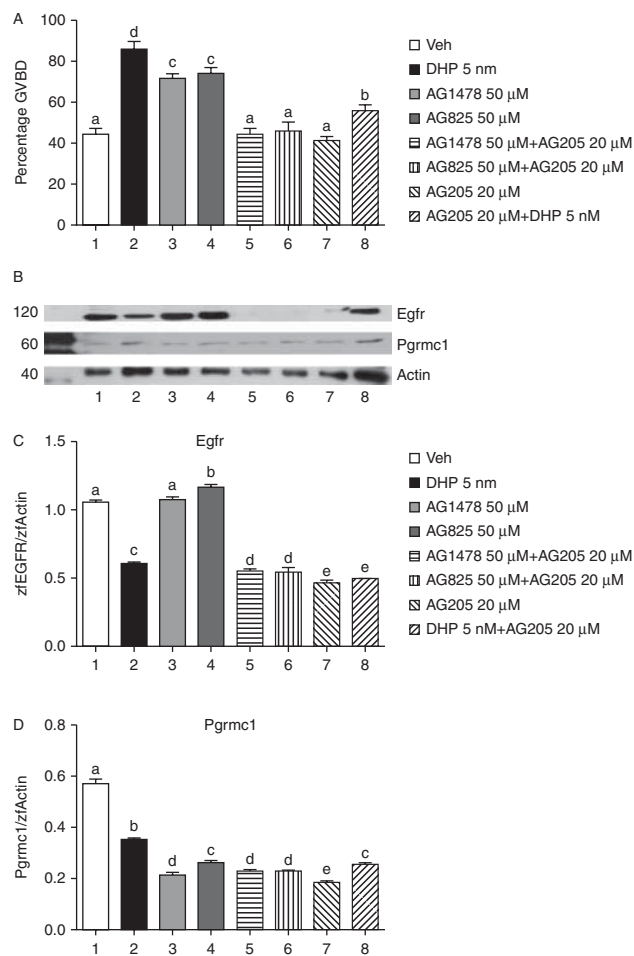 A
100
80
60
40
20
0
Percentage GVBD
a
d
c
c
a
a
a
b
1 2 3 4 5 6 7 8
Veh
DHP 5 nm
AG1478 50 μM
AG825 50 μM
AG1478 50 μM+AG205 20 μM
AG825 50 μM+AG205 20 μM
AG205 20 μM
AG205 20 μM+DHP 5 nM
B
120
Egfr
60
Pgrmc1
40
Actin
1 2 3 4 5 6 7 8
C
Egfr
1.5
1.0
0.5
0.0
zfEGFR/zfActin
a
c
a
b
d
d
e
e
1 2 3 4 5 6 7 8
Veh
DHP 5 nM
AG1478 50 μM
AG825 50 μM
AG1478 50 μM+AG205 20 μM
AG825 50 μM+AG205 20 μM
AG205 20 μM
DHP 5 nM+AG205 20 μM
D
Pgrmc1
0.8
0.6
0.4
0.2
0.0
Pgrmc1/zfActin
a
b
d
c
d
d
e
c
1 2 3 4 5 6 7 8